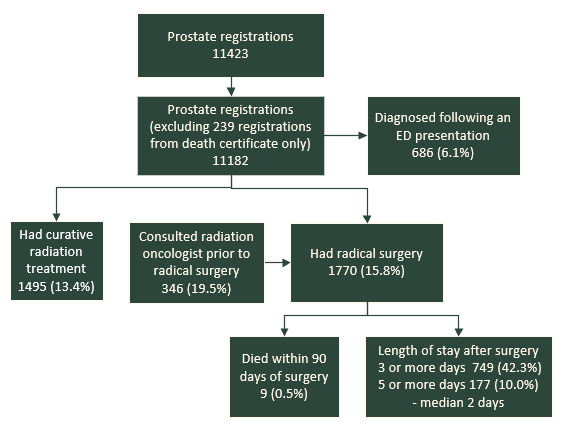 Prostate registrations
11423
Prostate registrations
(excluding 239 registrations
from death certificate only)
11182
Diagnosed following an
ED presentation
686 (6.1%)
Had curative
radiation
treatment
1495 (13.4%)
Consulted radiation
oncologist prior to
radical surgery
346 (19.5%)
Had radical surgery
1770 (15.8%)
Died within 90
days of surgery
9 (0.5%)
Length of stay after surgery
3 or more days 749 (42.3%)
5 or more days 177 (10.0%)
- median 2 days